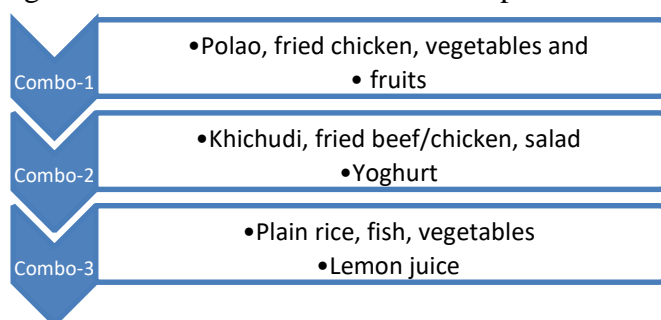 Combo-1
•Polao, fried chicken, vegetables and
• fruits
Combo-2
•Khichudi, fried beef/chicken, salad
•Yoghurt
Combo-3
•Plain rice, fish, vegetables
•Lemon juice